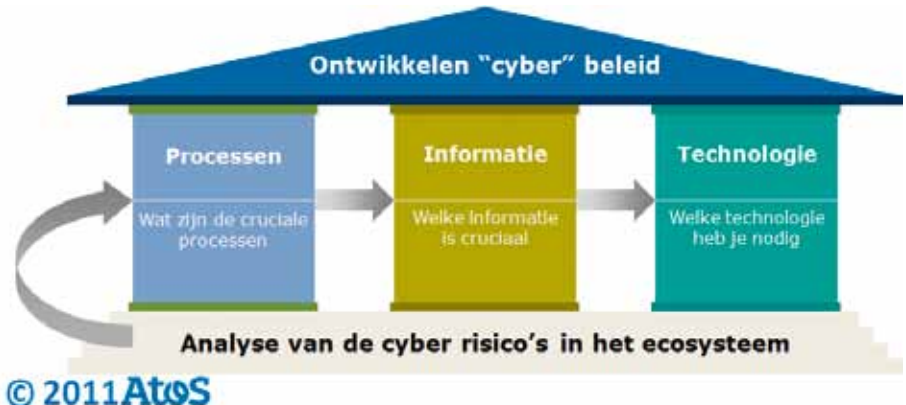 Ontwikkelen “cyber” beleid
Processen
Wat zijn de cruciale
processen
Informatie
Welke Informatie
is cruciaal
Technologie
Welke technologie
heb je nodig
Analyse van de cyber risico's in het ecosysteem
© 2011 Atos